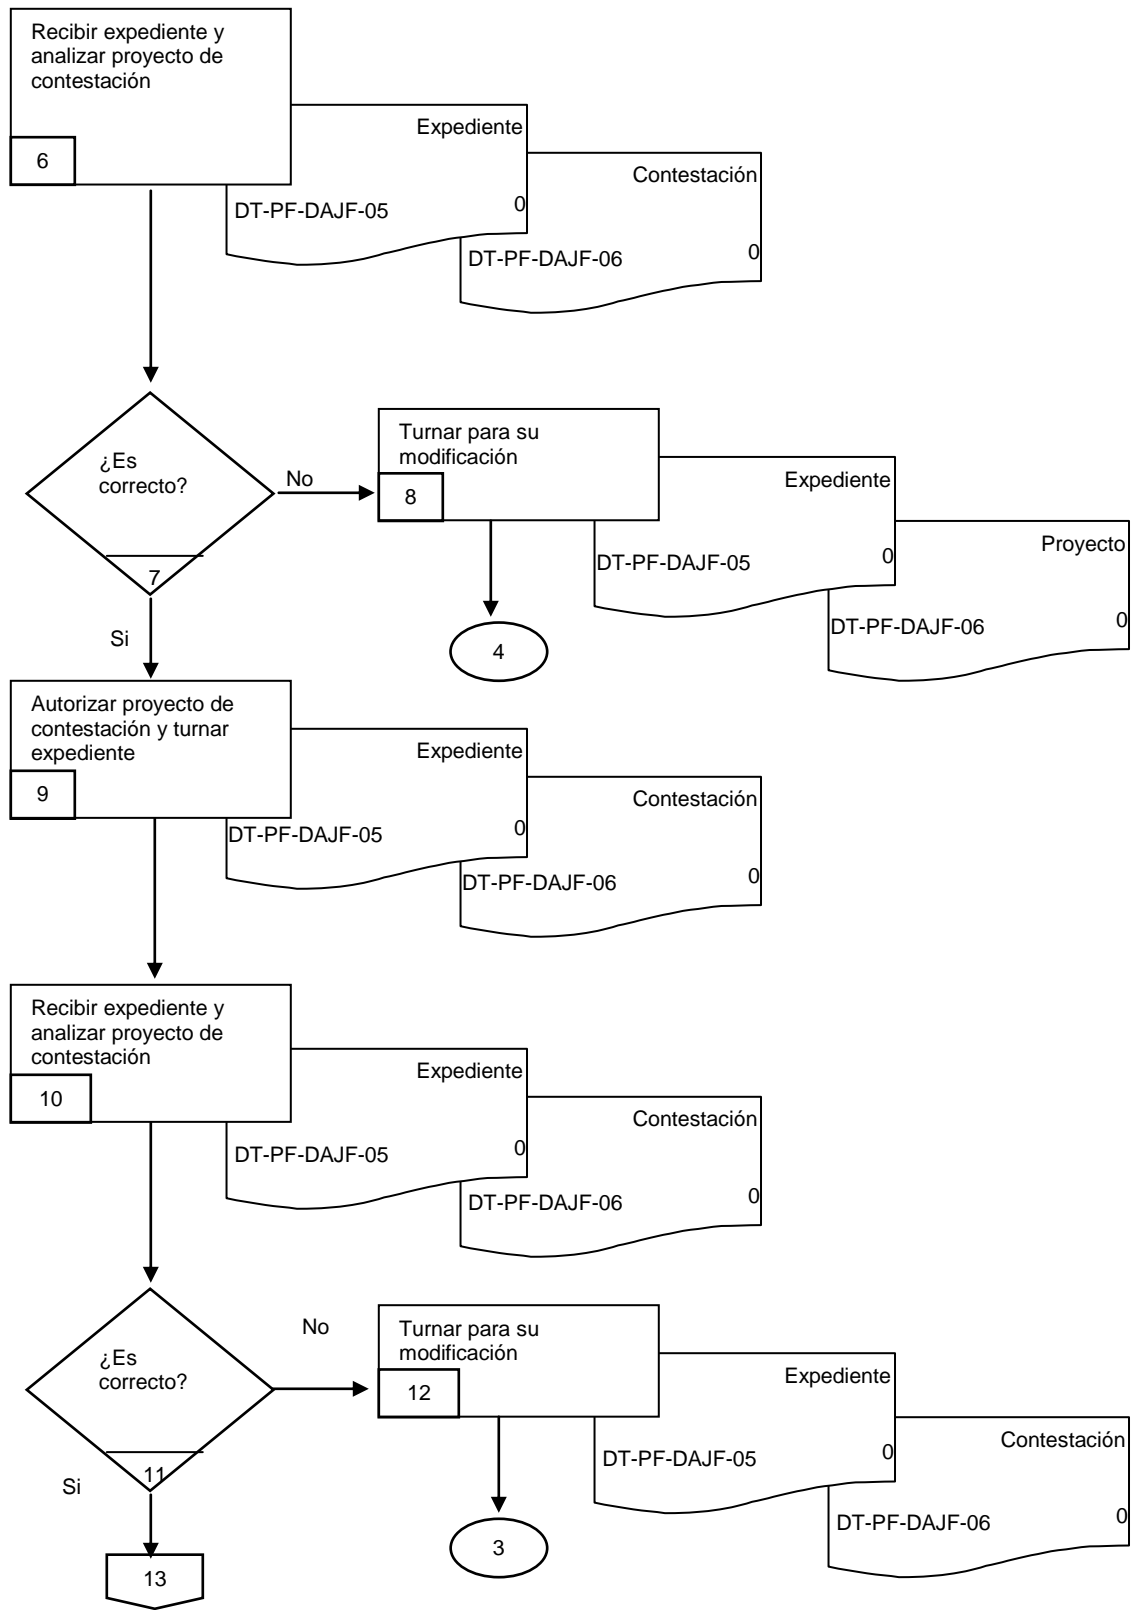 Recibir expediente y
analizar proyecto de
contestación
6
Expediente
0
DT-PF-DAJF-05
Contestación
0
DT-PF-DAJF-06
¿Es
correcto?
7
No
Si
Turnar para su
modificación
8
Expediente
0
DT-PF-DAJF-05
Proyecto
0
DT-PF-DAJF-06
4
Autorizar proyecto de
contestación y turnar
expediente
9
Expediente
0
DT-PF-DAJF-05
Contestación
0
DT-PF-DAJF-06
Recibir expediente y
analizar proyecto de
contestación
10
Expediente
0
DT-PF-DAJF-05
Contestación
0
DT-PF-DAJF-06
¿Es
correcto?
11
No
Si
Turnar para su
modificación
12
Expediente
0
DT-PF-DAJF-05
Contestación
0
DT-PF-DAJF-06
3
13